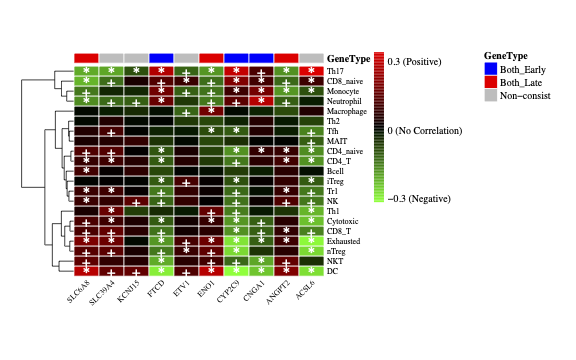 GeneType
Th17
CD8_naive
Monocyte
Neutrophil
Macrophage
Th2
Tfh
MAIT
CD4_naive
CD4_T
Bcell
iTreg
Tr1
NK
Th1
Cytotoxic
CD8_T
Exhausted
nTreg
NKT
DC
SLC6A8
SLC39A4
KCNJ15
FTCD
ETV1
ENO1
CYP2C9
CNGA1
ANGPT2
ACSL6
0.3 (Positive)
0 (No Correlation)
−0.3 (Negative)
GeneType
Both_Early
Both_Late
Non−consist